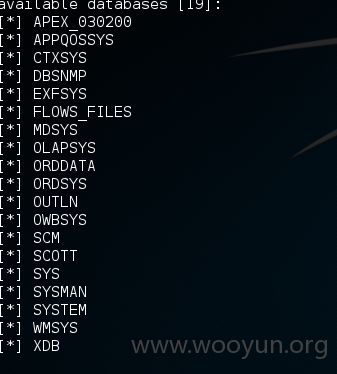 available databases [19]:
[*] APEX_030200
[*] APPQOSSYS
[*] CTXSYS
[*] DBSNMP
[*] EXFSYS
[*] FLOWS_FILES
[*] MDSYS
[*] OLAPSYS
[*] ORDDATA
[*] ORDSYS
[*] OUTLN
[*] OWBSYS
[*] SCM
[*] SCOTT
[*] SYS
[*] SYSMAN
[*] SYSTEM
[*] WMSYS
[*] XDB
www.wooyun.org